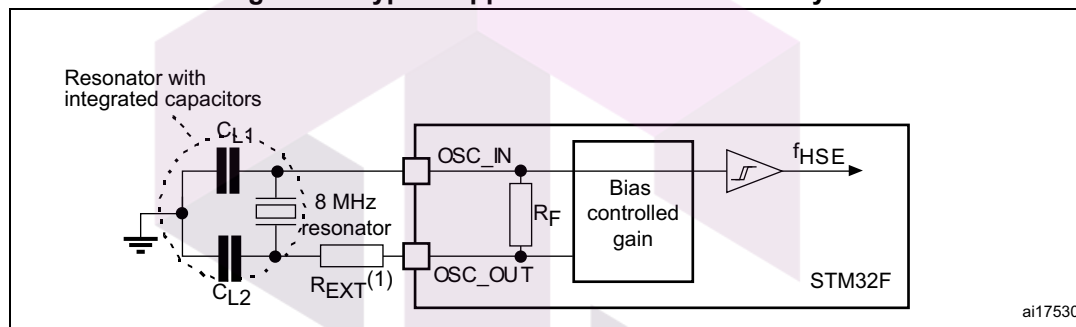 Resonator with
integrated capacitors
CL1
OSC_IN
fHSE
8 MHz
resonator
RF
Bias
controlled
gain
REXT(1)
OSC_OUT
STM32F
CL2
ai17530